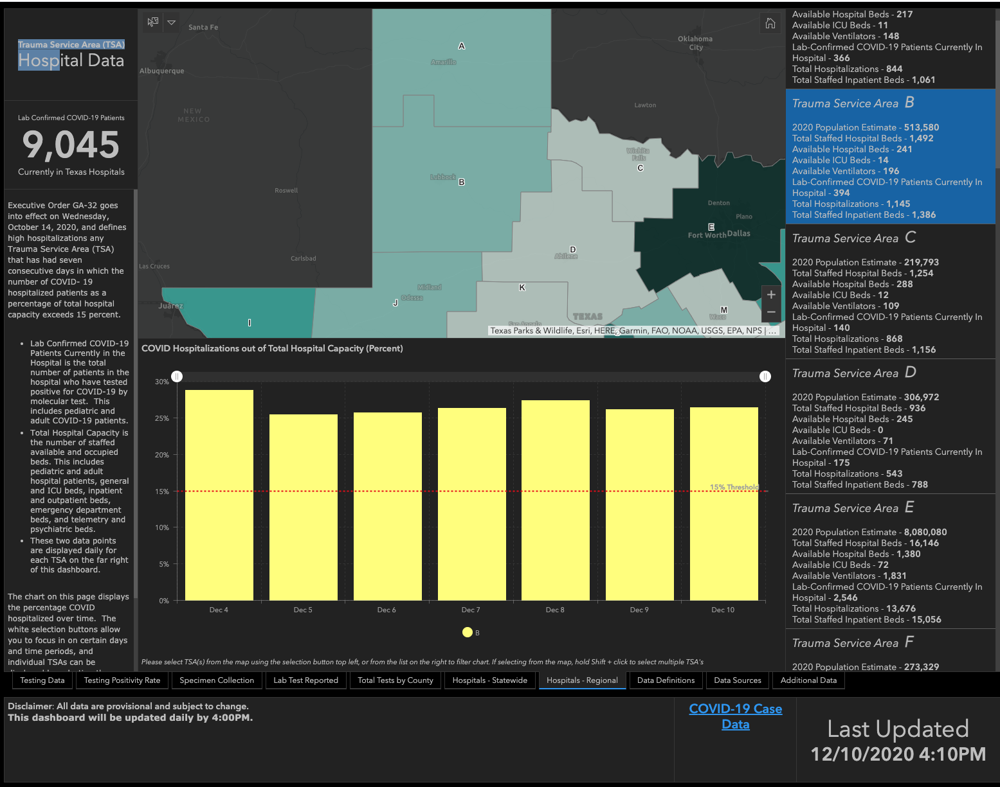 Trauma Service Area (TSA)
Hospital Data
Lab Confirmed COVID-19 Patients
9,045
Currently in Texas Hospitals
Executive Order GA-32 goes
into effect on Wednesday,
October 14, 2020, and defines
high hospitalizations any
Trauma Service Area (TSA)
that has had seven
consecutive days in which the
number of COVID- 19
hospitalized patients as a
percentage of total hospital
capacity exceeds 15 percent.
• Lab Confirmed COVID-19
Patients Currently in the
Hospital is the total
number of patients in the
hospital who have tested
positive for COVID-19 by
molecular test. This
includes pediatric and
adult COVID-19 patients.
• Total Hospital Capacity is
the number of staffed
available and occupied
beds. This includes
pediatric and adult
hospital patients, general
and ICU beds, inpatient
and outpatient beds,
emergency department
beds, and telemetry and
psychiatric beds.
• These two data points
are displayed daily for
each TSA on the far right
of this dashboard.
The chart on this page displays
the percentage COVID
hospitalized over time. The
white selection buttons allow
you to focus in on certain days
and time periods, and
individual TSAs can be
Santa Fe
Albuquerque
NEW
MEXICO
Roswell
Carlsbad
Las Cruces
Juárez
I
A
Amarillo
Lubbock
B
Midland
Odessa
J
K
San Angelo
D
Abilene
TEXAS
Wichita
Falls
C
Oklahoma
City
Lawton
Denton
Plano
E
Fort Worth
Dallas
M
Waco
Texas Parks & Wildlife, Esri, HERE, Garmin, FAO, NOAA, USGS, EPA, NPS | ...
COVID Hospitalizations out of Total Hospital Capacity (Percent)
30%
25%
20%
15%
10%
5%
0%
15% Threshold
Dec 4
Dec 5
Dec 6
Dec 7
Dec 8
Dec 9
Dec 10
B
Please select TSA(s) from the map using the selection button top left, or from the list on the right to filter chart. If selecting from the map, hold Shift + click to select multiple TSA's
Available Hospital Beds - 217
Available ICU Beds - 11
Available Ventilators - 148
Lab-Confirmed COVID-19 Patients Currently In
Hospital - 366
Total Hospitalizations - 844
Total Staffed Inpatient Beds - 1,061
Trauma Service Area B
2020 Population Estimate - 513,580
Total Staffed Hospital Beds - 1,492
Available Hospital Beds - 241
Available ICU Beds - 14
Available Ventilators - 196
Lab-Confirmed COVID-19 Patients Currently In
Hospital - 394
Total Hospitalizations - 1,145
Total Staffed Inpatient Beds - 1,386
Trauma Service Area C
2020 Population Estimate - 219,793
Total Staffed Hospital Beds - 1,254
Available Hospital Beds - 288
Available ICU Beds - 12
Available Ventilators - 109
Lab-Confirmed COVID-19 Patients Currently In
Hospital - 140
Total Hospitalizations - 868
Total Staffed Inpatient Beds - 1,156
Trauma Service Area D
2020 Population Estimate - 306,972
Total Staffed Hospital Beds - 936
Available Hospital Beds - 245
Available ICU Beds - 0
Available Ventilators - 71
Lab-Confirmed COVID-19 Patients Currently In
Hospital - 175
Total Hospitalizations - 543
Total Staffed Inpatient Beds - 788
Trauma Service Area E
2020 Population Estimate - 8,080,080
Total Staffed Hospital Beds - 16,146
Available Hospital Beds - 1,380
Available ICU Beds - 72
Available Ventilators - 1,831
Lab-Confirmed COVID-19 Patients Currently In
Hospital - 2,546
Total Hospitalizations - 13,676
Total Staffed Inpatient Beds - 15,056
Trauma Service Area F
2020 Population Estimate - 273,329
Testing Data
Testing Positivity Rate
Specimen Collection
Lab Test Reported
Total Tests by County
Hospitals - Statewide
Hospitals - Regional
Data Definitions
Data Sources
Additional Data
Disclaimer: All data are provisional and subject to change.
This dashboard will be updated daily by 4:00PM.
COVID-19 Case
Data
Last Updated
12/10/2020 4:10PM